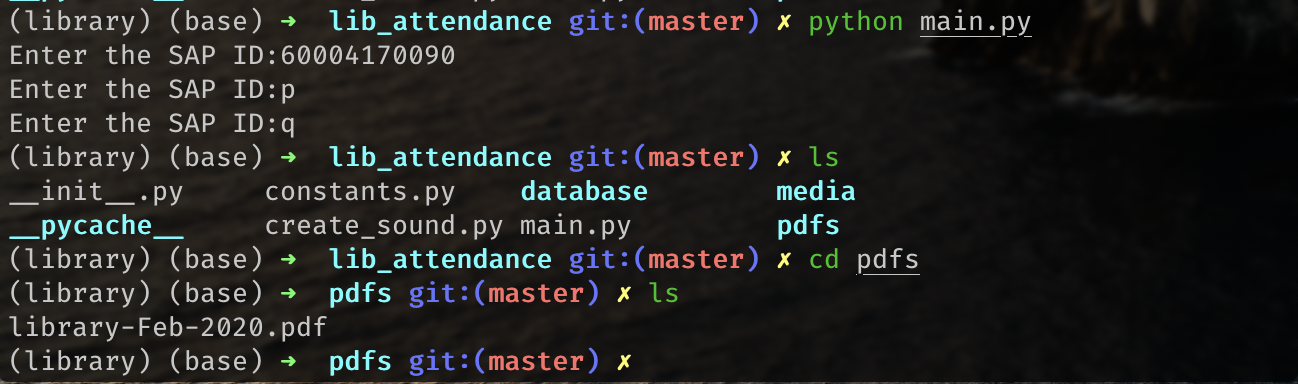 (library) (base) ➜ lib_attendance git:(master) ✗ python main.py
Enter the SAP ID:60004170090
Enter the SAP ID:p
Enter the SAP ID:q
(library) (base) ➜ lib_attendance git:(master) ✗ ls
__init__.py constants.py database media
__pycache__ create_sound.py main.py pdfs
(library) (base) ➜ lib_attendance git:(master) ✗ cd pdfs
(library) (base) ➜ pdfs git:(master) ✗ ls
library-Feb-2020.pdf
(library) (base) ➜ pdfs git:(master) ✗